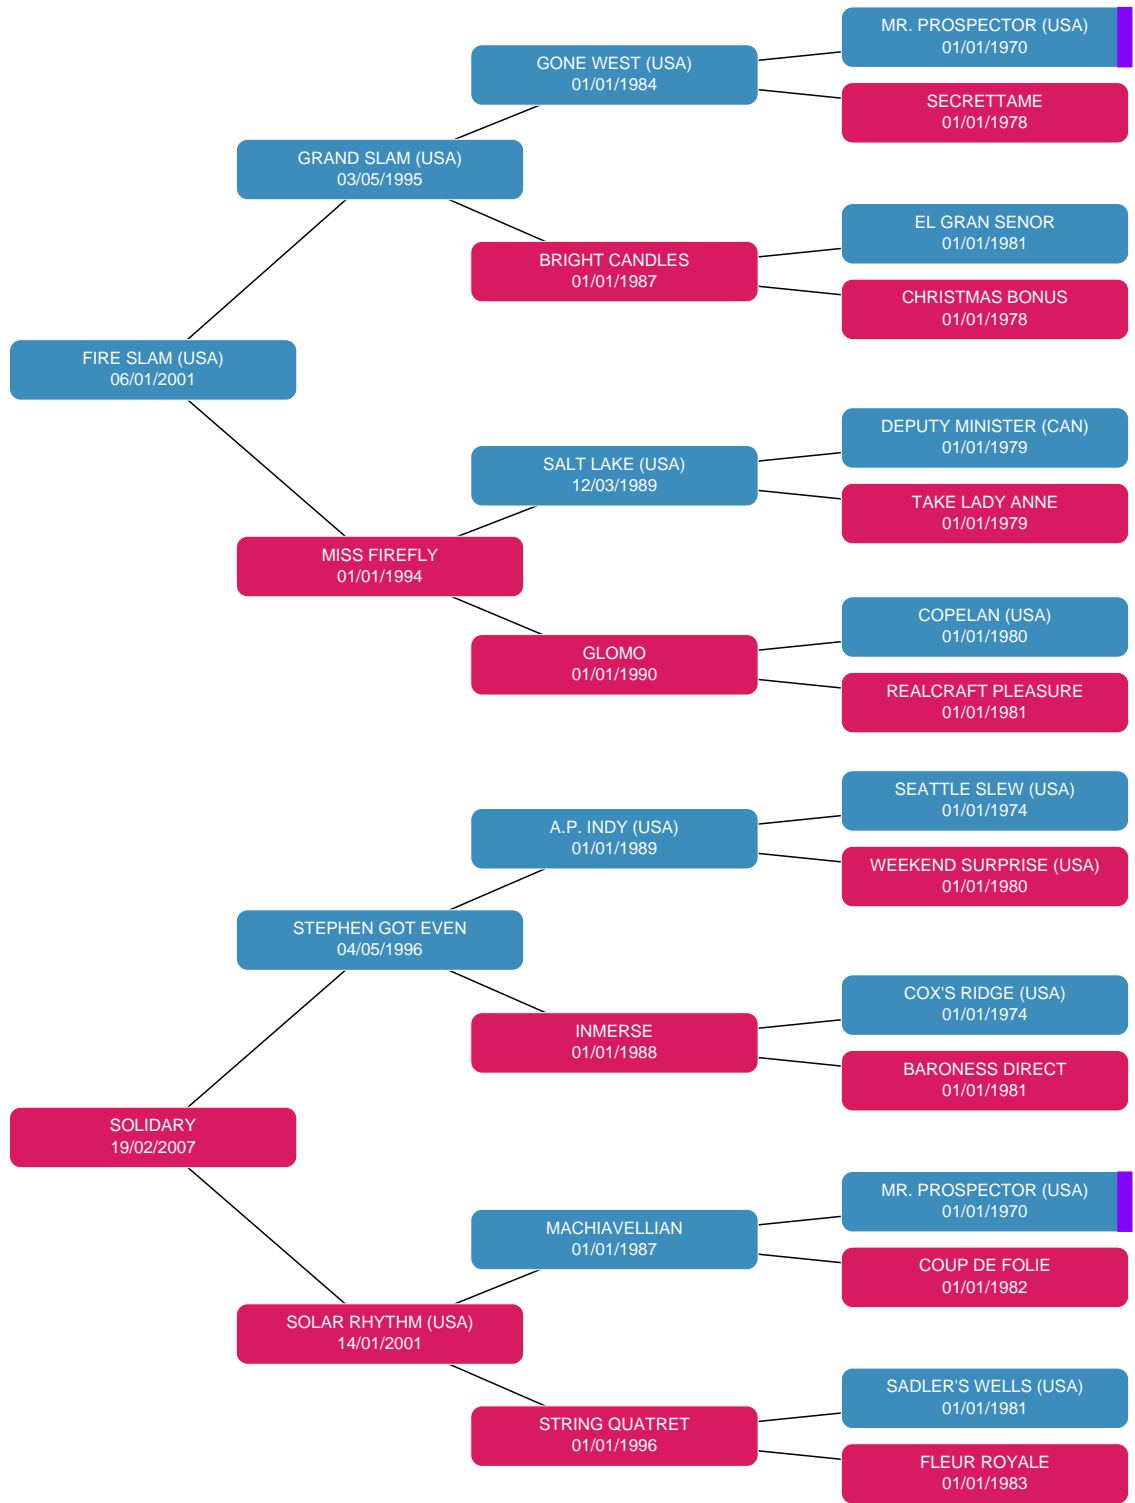 MR. PROSPECTOR (USA)
01/01/1970
GONE WEST (USA)
01/01/1984
SECRETTAME
01/01/1978
GRAND SLAM (USA)
03/05/1995
EL GRAN SENOR
01/01/1981
BRIGHT CANDLES
01/01/1987
CHRISTMAS BONUS
01/01/1978
FIRE SLAM (USA)
06/01/2001
DEPUTY MINISTER (CAN)
01/01/1979
SALT LAKE (USA)
12/03/1989
TAKE LADY ANNE
01/01/1979
MISS FIREFLY
01/01/1994
COPELAN (USA)
01/01/1980
GLOMO
01/01/1990
REALCRAFT PLEASURE
01/01/1981
SEATTLE SLEW (USA)
01/01/1974
A.P. INDY (USA)
01/01/1989
WEEKEND SURPRISE (USA)
01/01/1980
STEPHEN GOT EVEN
04/05/1996
COX'S RIDGE (USA)
01/01/1974
INMERSE
01/01/1988
BARONESS DIRECT
01/01/1981
SOLIDARY
19/02/2007
MR. PROSPECTOR (USA)
01/01/1970
MACHIAVELLIAN
01/01/1987
COUP DE FOLIE
01/01/1982
SOLAR RHYTHM (USA)
14/01/2001
SADLER'S WELLS (USA)
01/01/1981
STRING QUATRET
01/01/1996
FLEUR ROYALE
01/01/1983